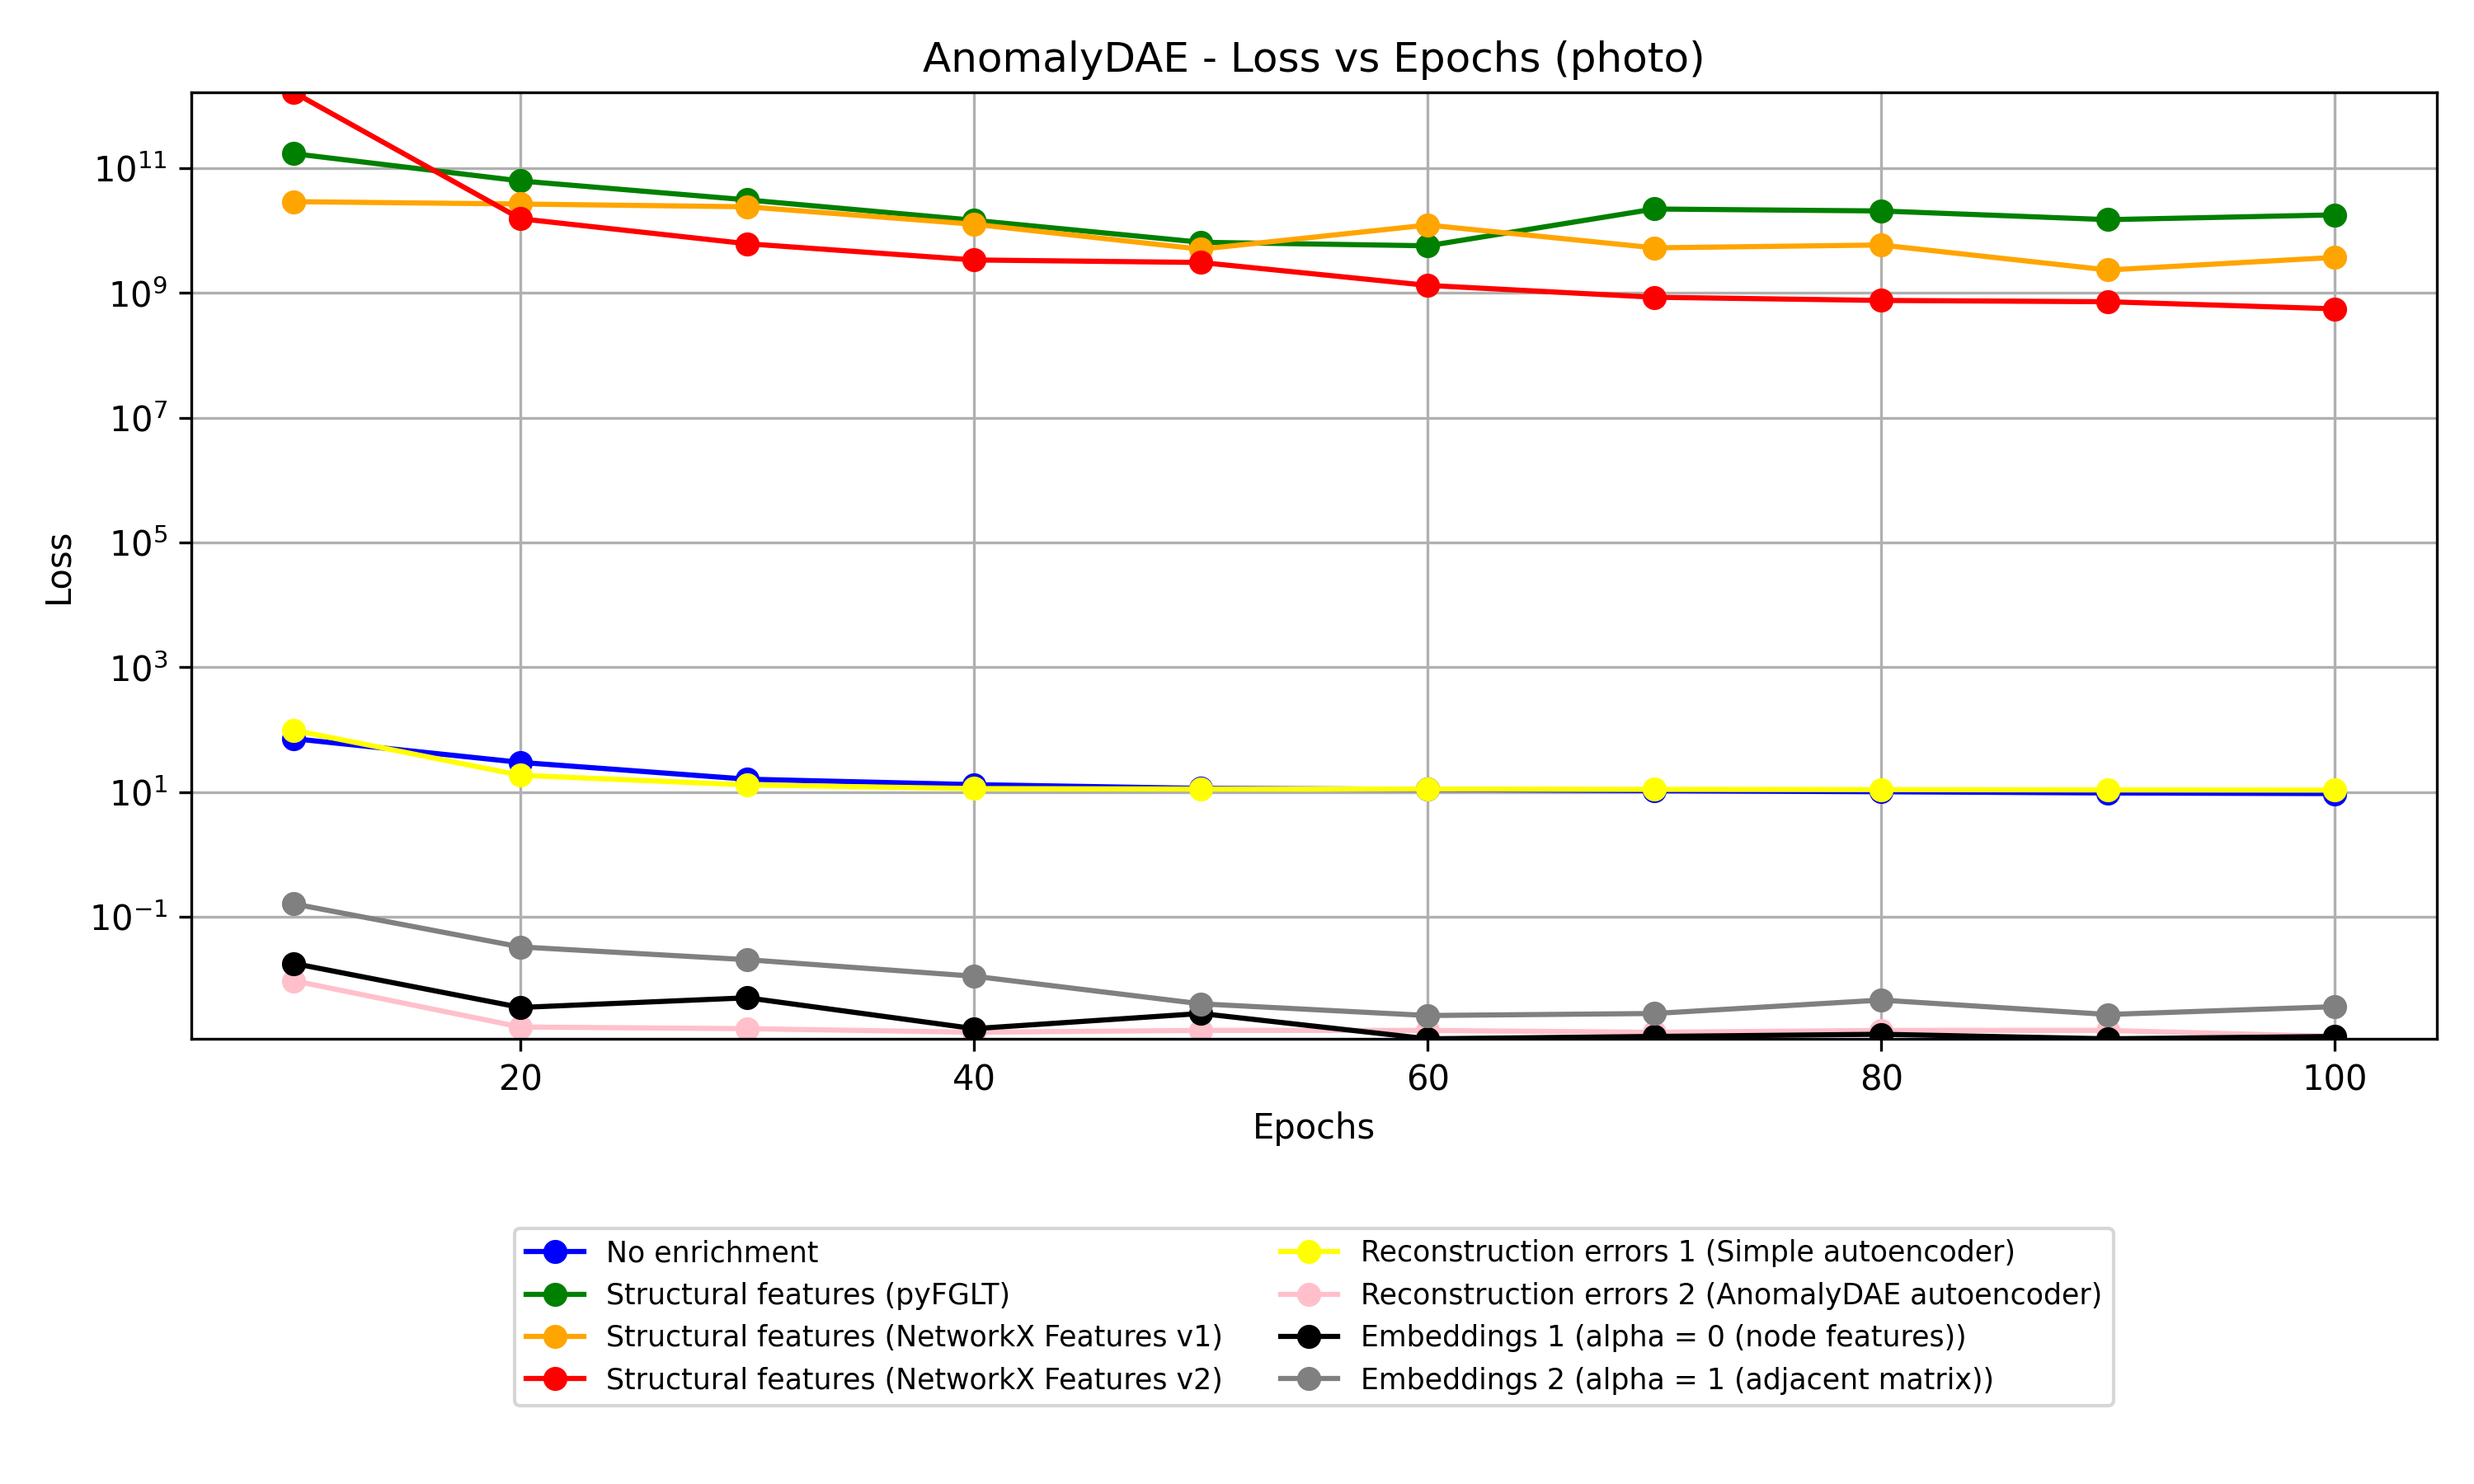 AnomalyDAE - Loss vs Epochs (photo)
10¹¹
10⁹
10⁷
10⁵
10³
10¹
10⁻¹
Loss
20 40 60 80 100
Epochs
No enrichment
Structural features (pyFGLT)
Structural features (NetworkX Features v1)
Structural features (NetworkX Features v2)
Reconstruction errors 1 (Simple autoencoder)
Reconstruction errors 2 (AnomalyDAE autoencoder)
Embeddings 1 (alpha = 0 (node features))
Embeddings 2 (alpha = 1 (adjacent matrix))